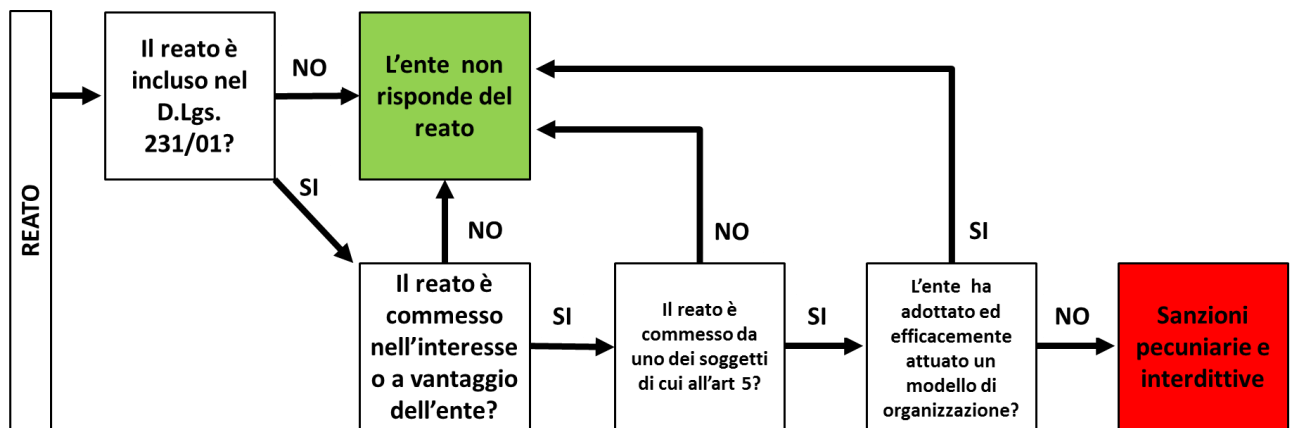 REATO
Il reato è
incluso nel
D.Lgs.
231/01?
NO
L’ente  non
risponde del
reato
SI
NO
NO
SI
Il reato è
commesso
nell’interesse
o a vantaggio
dell’ente?
SI
Il reato è
commesso da
uno dei soggetti
di cui all’art 5?
SI
L’ente  ha
adottato ed
efficacemente
attuato un
modello di
organizzazione?
NO
Sanzioni
pecuniarie e
interdittive